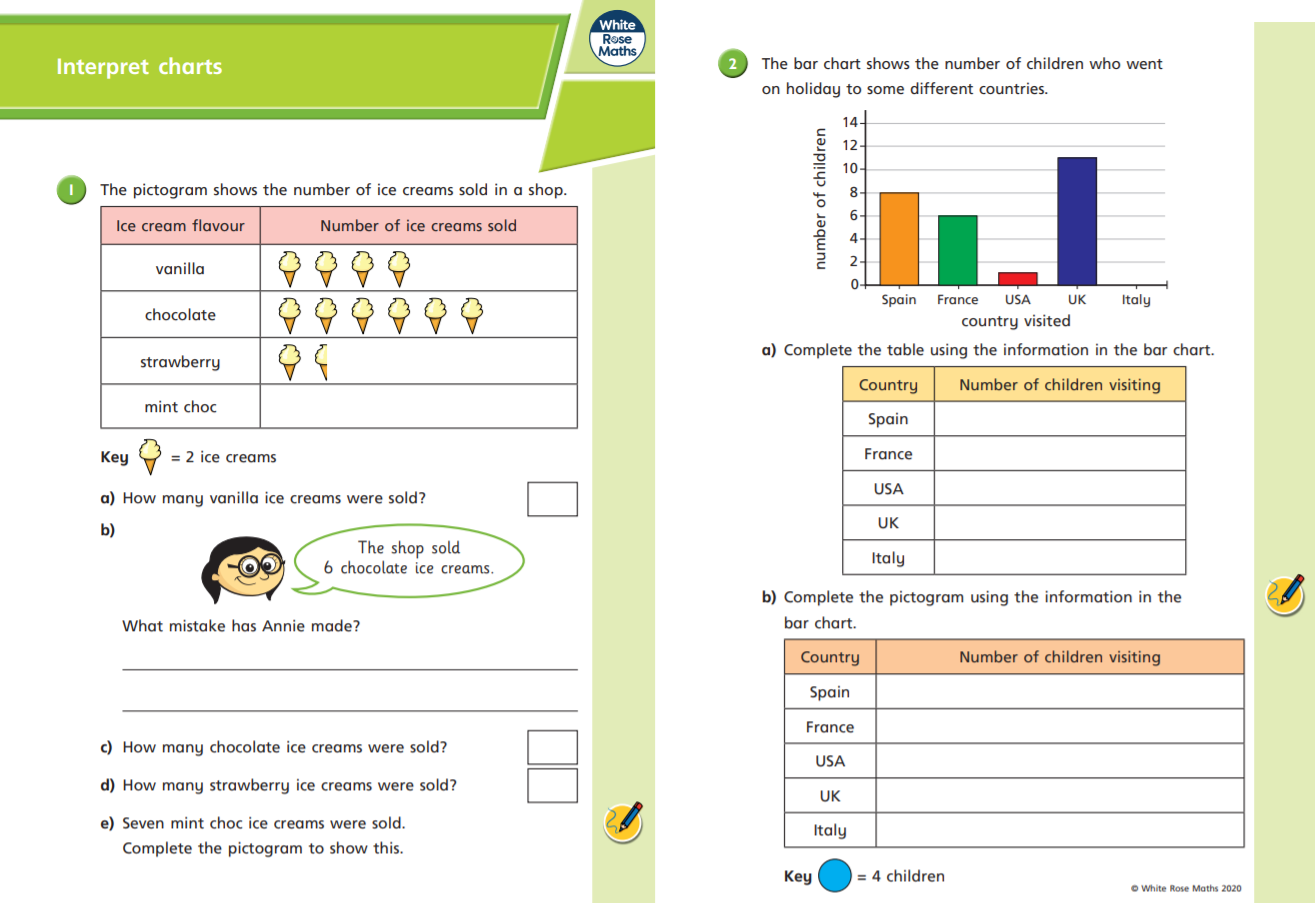 Interpret charts
White
Rose
Maths
1 The pictogram shows the number of ice creams sold in a shop.
Ice cream flavour Number of ice creams sold
vanilla
chocolate
strawberry
mint choc
Key = 2 ice creams
a) How many vanilla ice creams were sold?
b)
The shop sold
6 chocolate ice creams.
What mistake has Annie made?
c) How many chocolate ice creams were sold?
d) How many strawberry ice creams were sold?
e) Seven mint choc ice creams were sold.
Complete the pictogram to show this.
2 The bar chart shows the number of children who went
on holiday to some different countries.
number of children
14
12
10
8
6
4
2
0
Spain France USA UK Italy
country visited
a) Complete the table using the information in the bar chart.
Country Number of children visiting
Spain
France
USA
UK
Italy
b) Complete the pictogram using the information in the
bar chart.
Country Number of children visiting
Spain
France
USA
UK
Italy
Key = 4 children
© White Rose Maths 2020